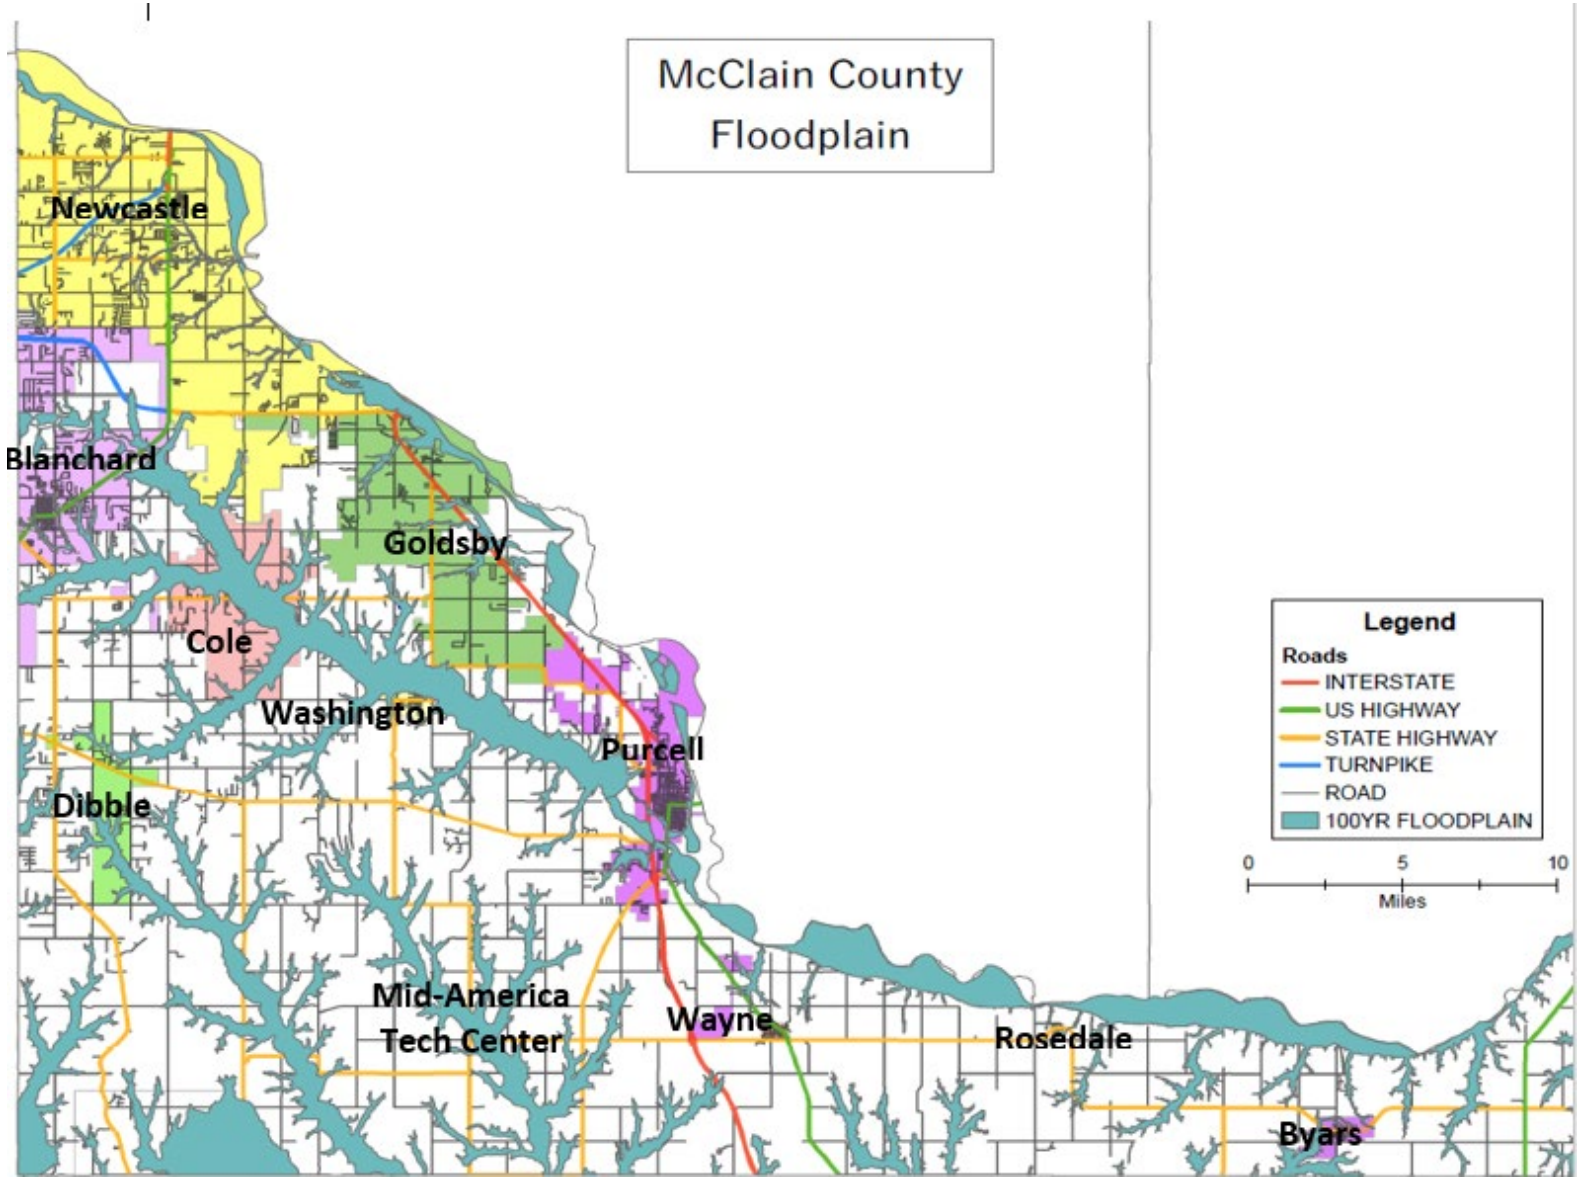 McClain County
Floodplain
Newcastle
Blanchard
Goldsby
Cole
Washington
Purcell
Dibble
Mid-America
Tech Center
Wayne
Rosedale
Byars
Legend
Roads
INTERSTATE
US HIGHWAY
STATE HIGHWAY
TURNPIKE
ROAD
100YR FLOODPLAIN
0 5 10
Miles